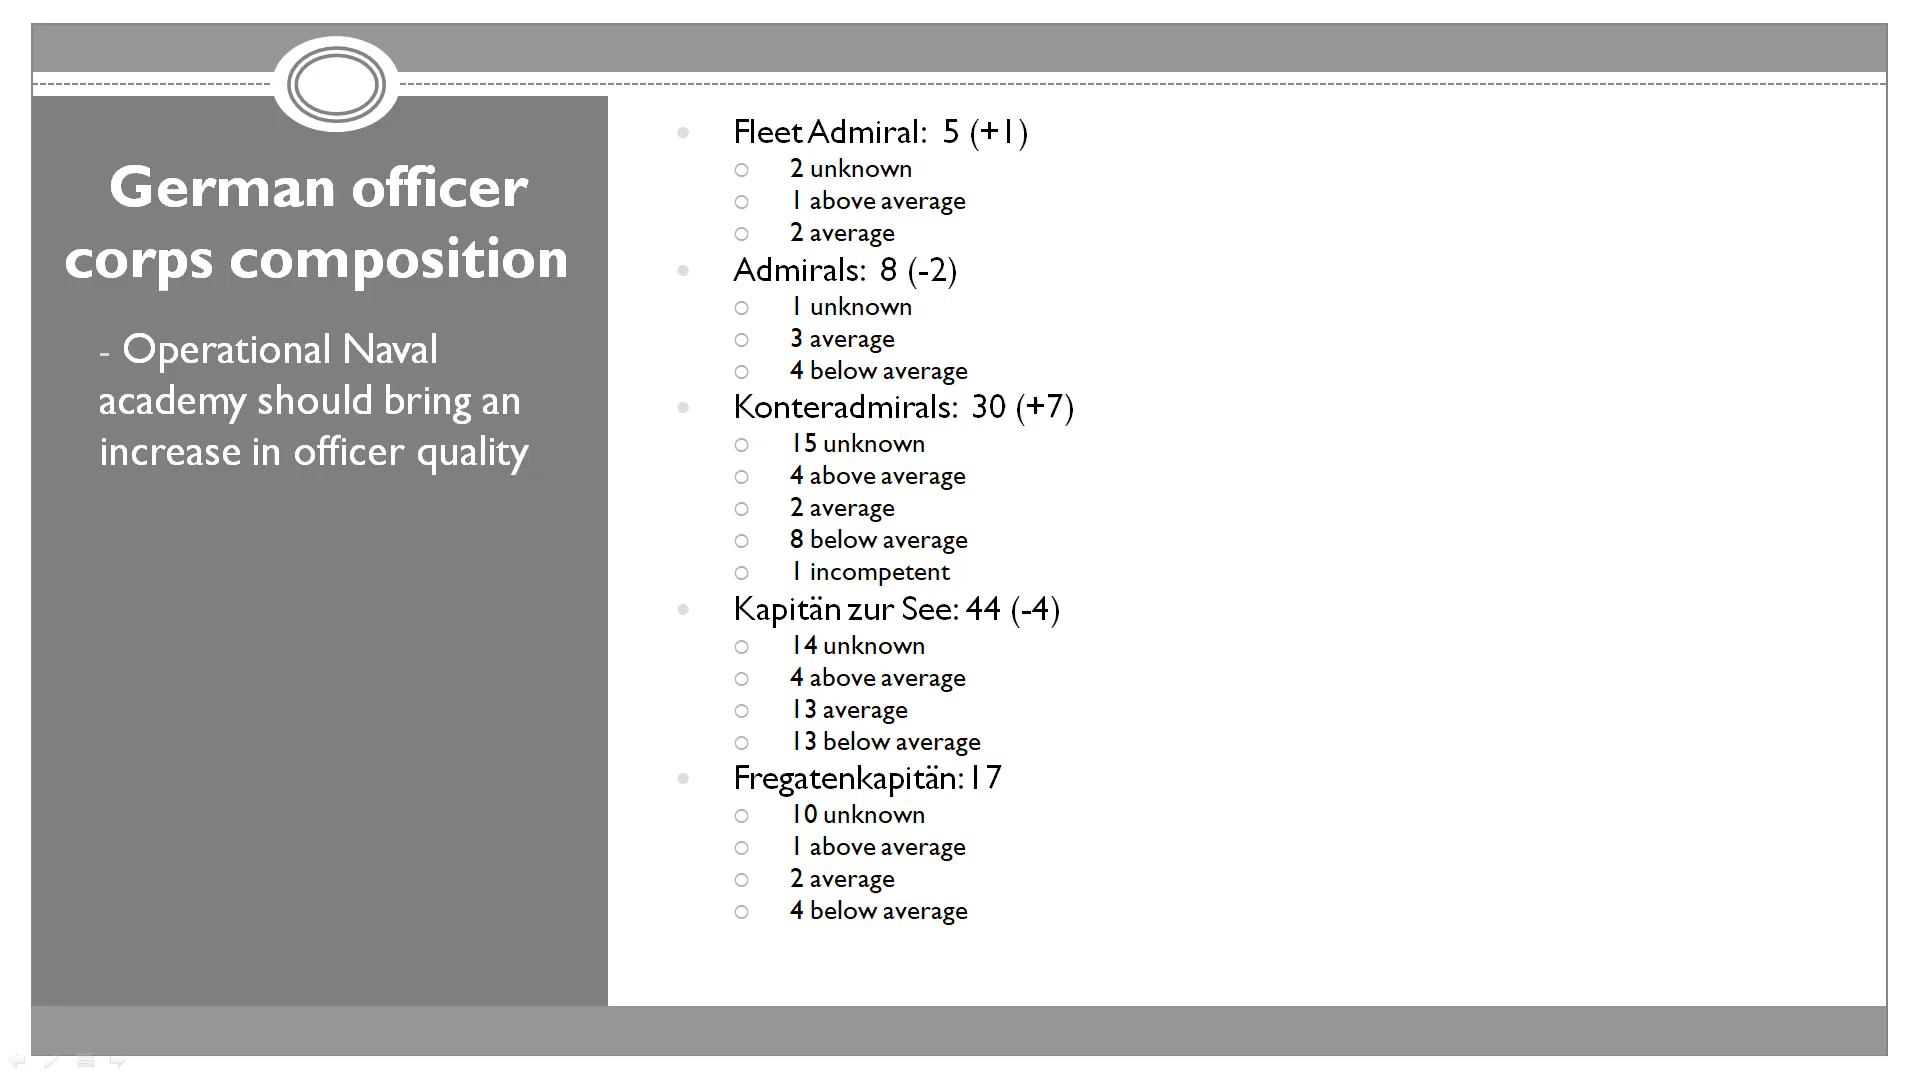 German officer
corps composition
- Operational Naval
academy should bring an
increase in officer quality
Fleet Admiral: 5 (+1)
2 unknown
1 above average
2 average
Admirals: 8 (-2)
1 unknown
3 average
4 below average
Konteradmirals: 30 (+7)
15 unknown
4 above average
2 average
8 below average
1 incompetent
Kapitän zur See: 44 (-4)
14 unknown
4 above average
13 average
13 below average
Fregatenkapitän: 17
10 unknown
1 above average
2 average
4 below average